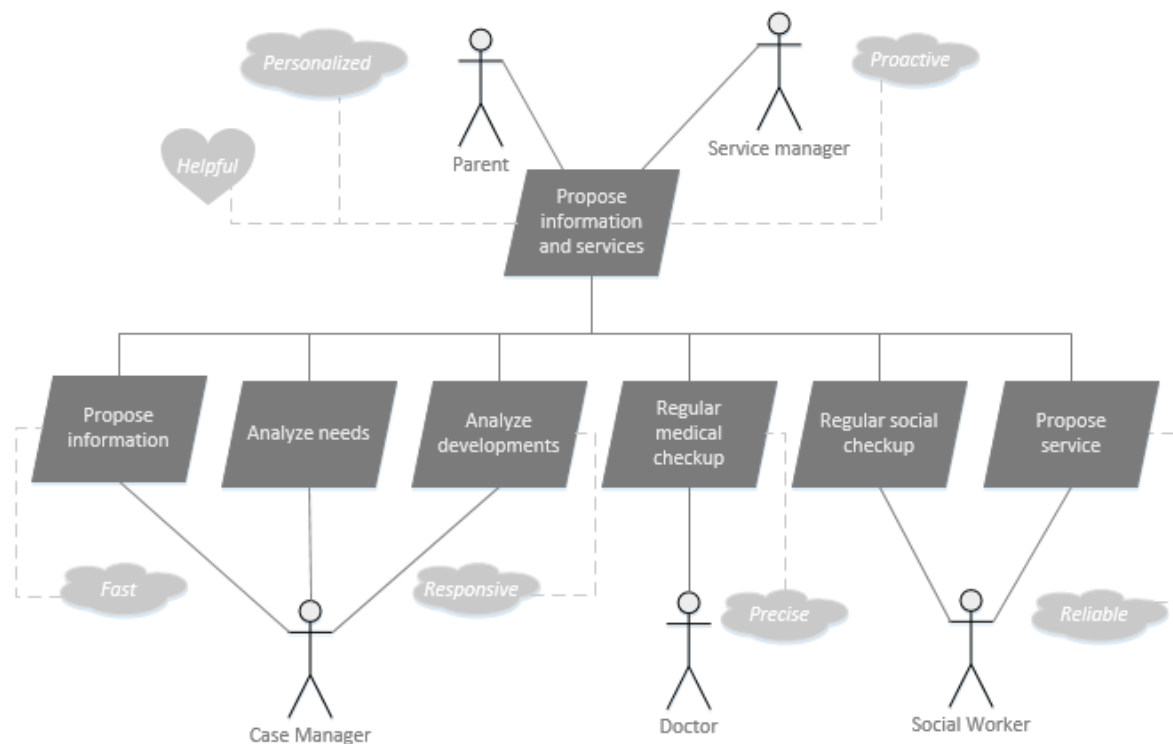 Personalized
Proactive
Helpful
Parent
Service manager
Propose
information
and services
Propose
information
Analyze needs
Analyze
developments
Regular
medical
checkup
Regular social
checkup
Propose
service
Fast
Responsive
Precise
Reliable
Case Manager
Doctor
Social Worker